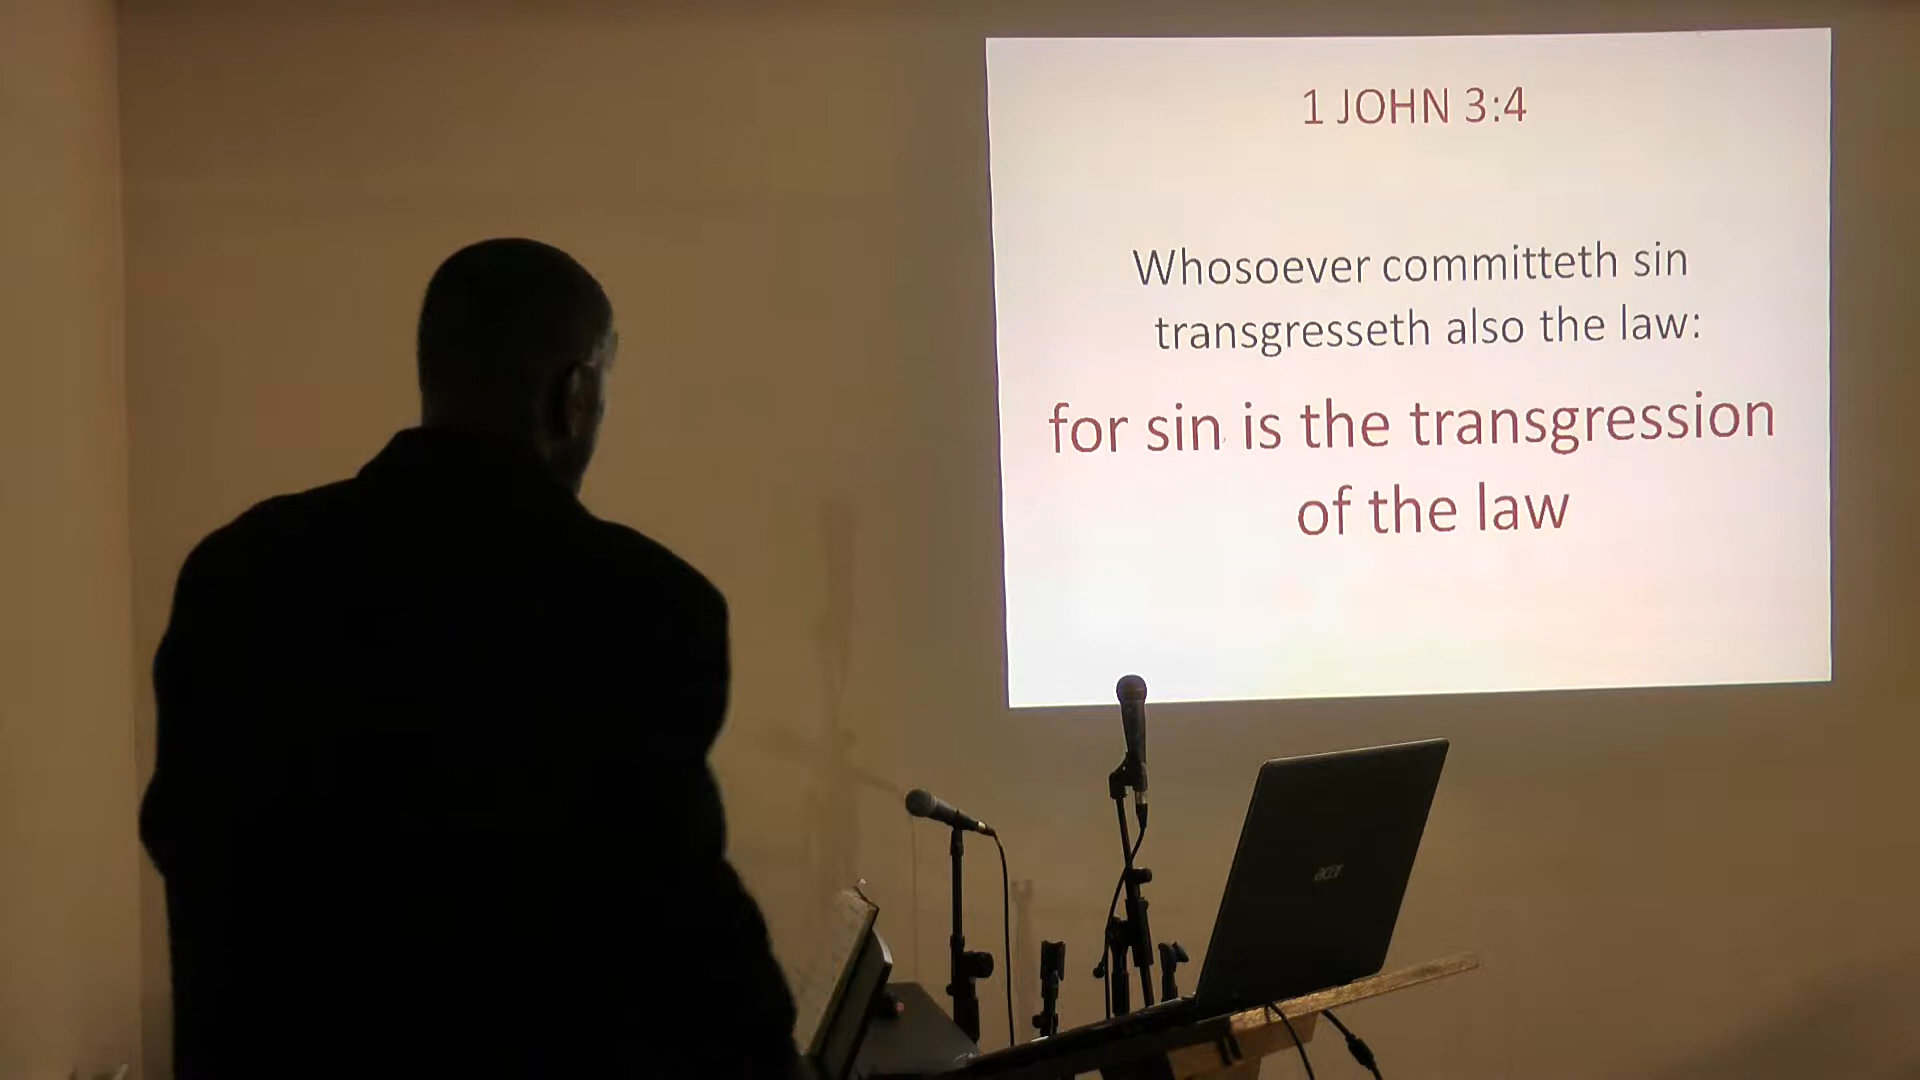 1 JOHN 3:4
Whosoever committeth sin
transgresseth also the law:
for sin is the transgression
of the law
acer